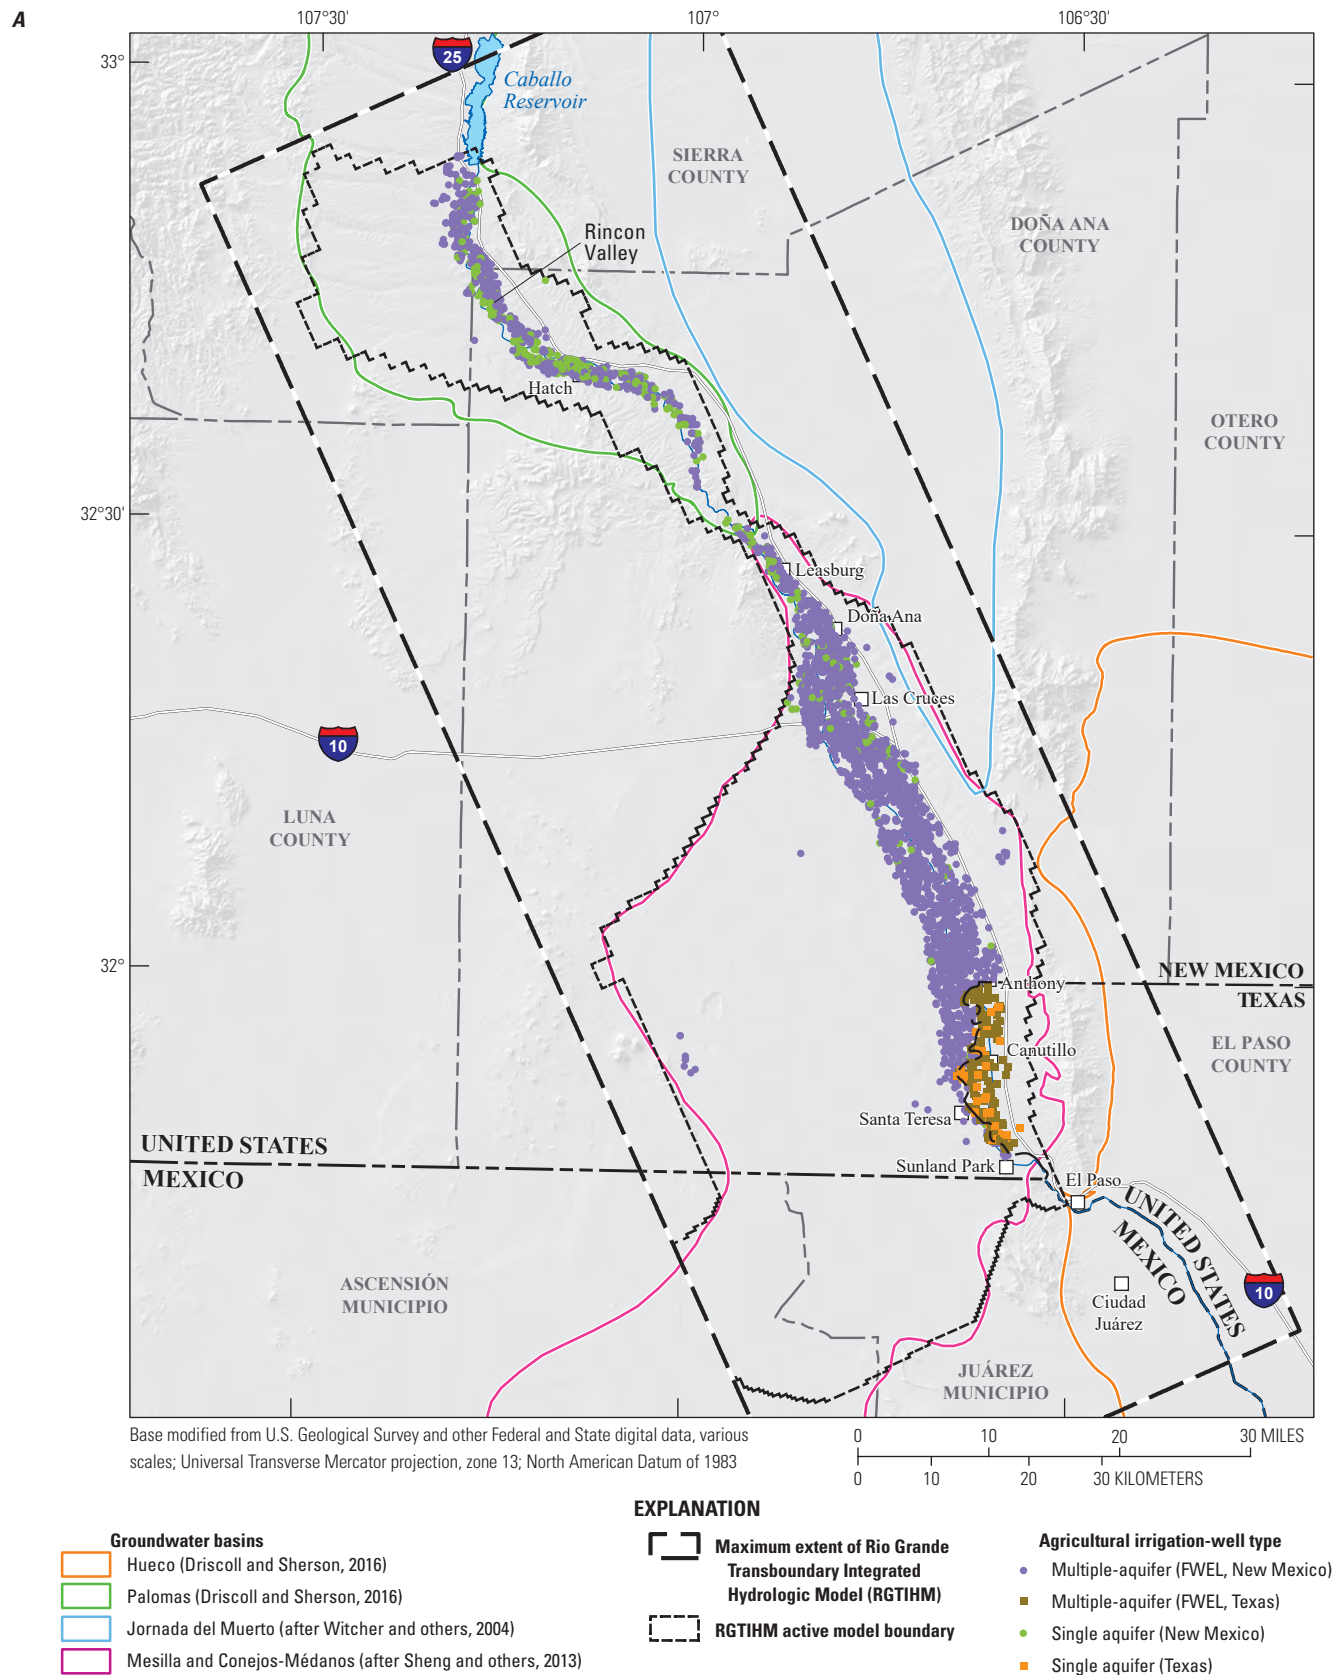 A
107°30'
107°
106°30'
33°
25
Caballo
Reservoir
SIERRA
COUNTY
DOÑA ANA
COUNTY
Rincon
Valley
Hatch
OTERO
COUNTY
32°30'
Leasburg
Doña Ana
Las Cruces
10
LUNA
COUNTY
32°
NEW MEXICO
TEXAS
Anthony
EL PASO
COUNTY
Canutillo
Santa Teresa
UNITED STATES
MEXICO
Sunland Park
El Paso
UNITED STATES
MEXICO
10
ASCENSIÓN
MUNICIPIO
Ciudad
Juárez
JUÁREZ
MUNICIPIO
Base modified from U.S. Geological Survey and other Federal and State digital data, various
scales; Universal Transverse Mercator projection, zone 13; North American Datum of 1983
0 10 20 30 MILES
0 10 20 30 KILOMETERS
EXPLANATION
Groundwater basins
Hueco (Driscoll and Sherson, 2016)
Palomas (Driscoll and Sherson, 2016)
Jornada del Muerto (after Witcher and others, 2004)
Mesilla and Conejos-Médanos (after Sheng and others, 2013)
Maximum extent of Rio Grande
Transboundary Integrated
Hydrologic Model (RGTIHM)
RGTIHM active model boundary
Agricultural irrigation-well type
Multiple-aquifer (FWEL, New Mexico)
Multiple-aquifer (FWEL, Texas)
Single aquifer (New Mexico)
Single aquifer (Texas)